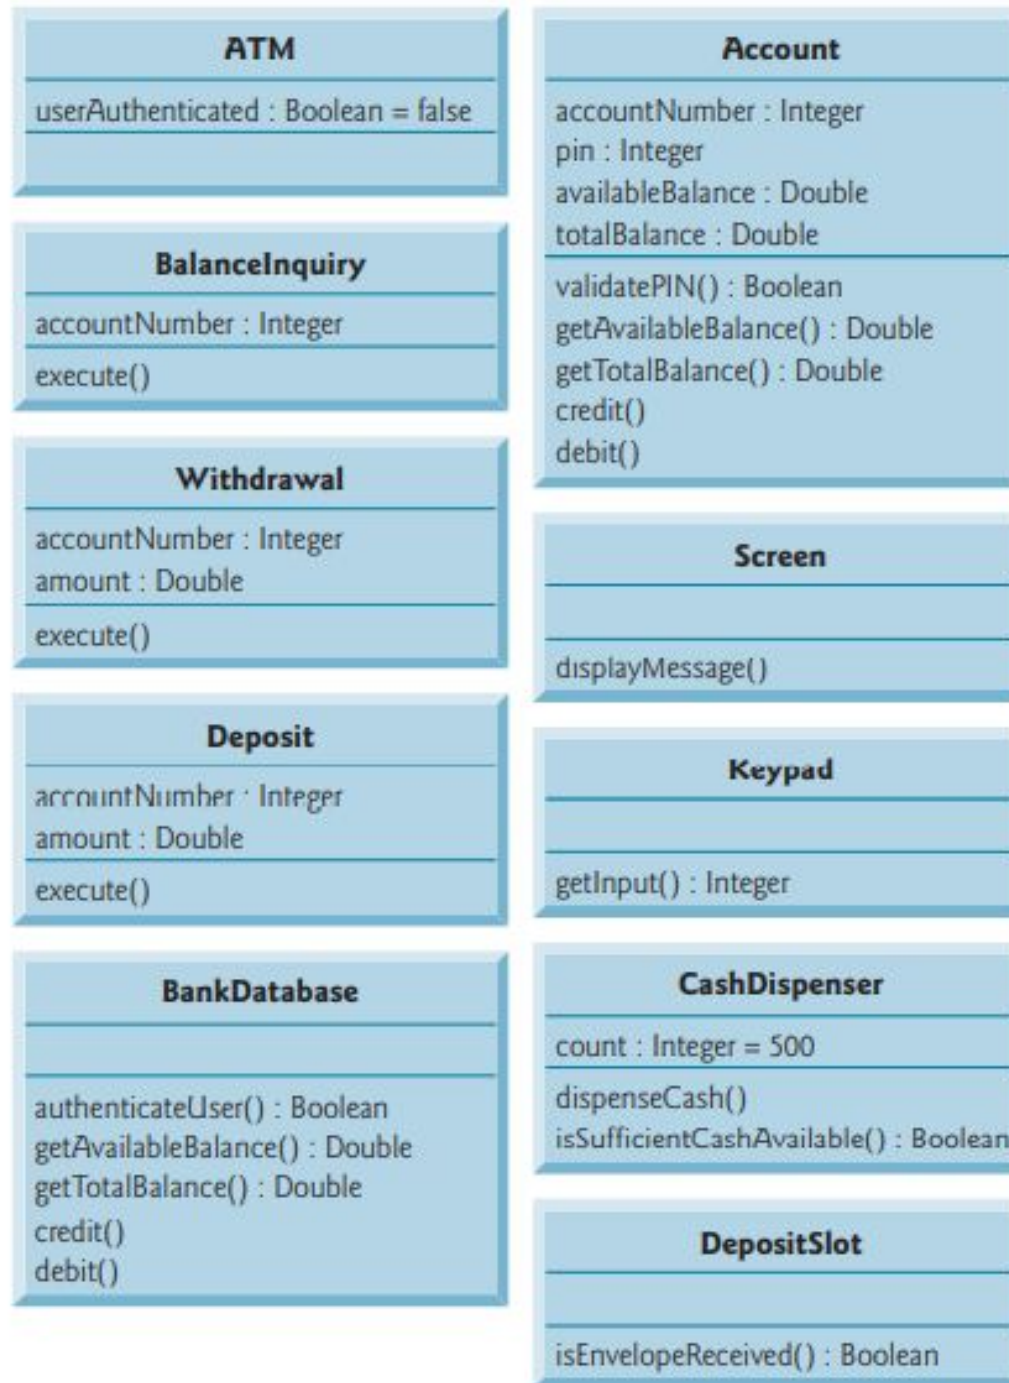 ATM
userAuthenticated : Boolean = false
BalanceInquiry
accountNumber : Integer
execute()
Withdrawal
accountNumber : Integer
amount : Double
execute()
Deposit
accountNumber : Integer
amount : Double
execute()
BankDatabase
authenticateUser() : Boolean
getAvailableBalance() : Double
getTotalBalance() : Double
credit()
debit()
Account
accountNumber : Integer
pin : Integer
availableBalance : Double
totalBalance : Double
validatePIN() : Boolean
getAvailableBalance() : Double
getTotalBalance() : Double
credit()
debit()
Screen
displayMessage()
Keypad
getInput() : Integer
CashDispenser
count : Integer = 500
dispenseCash()
isSufficientCashAvailable() : Boolean
DepositSlot
isEnvelopeReceived() : Boolean